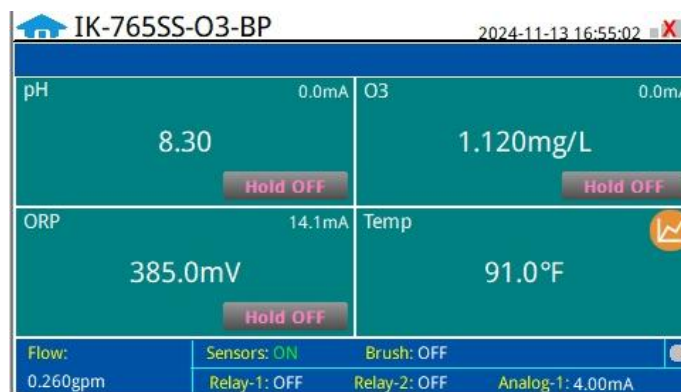 IK-765SS-O3-BP 2024-11-13 16:55:02 X
pH 0.0mA O3 0.0mA
8.30 1.120mg/L
Hold OFF Hold OFF
ORP 14.1mA Temp
385.0mV 91.0°F
Hold OFF
Flow: Sensors: ON Brush: OFF
0.260gpm Relay-1: OFF Relay-2: OFF Analog-1: 4.00mA